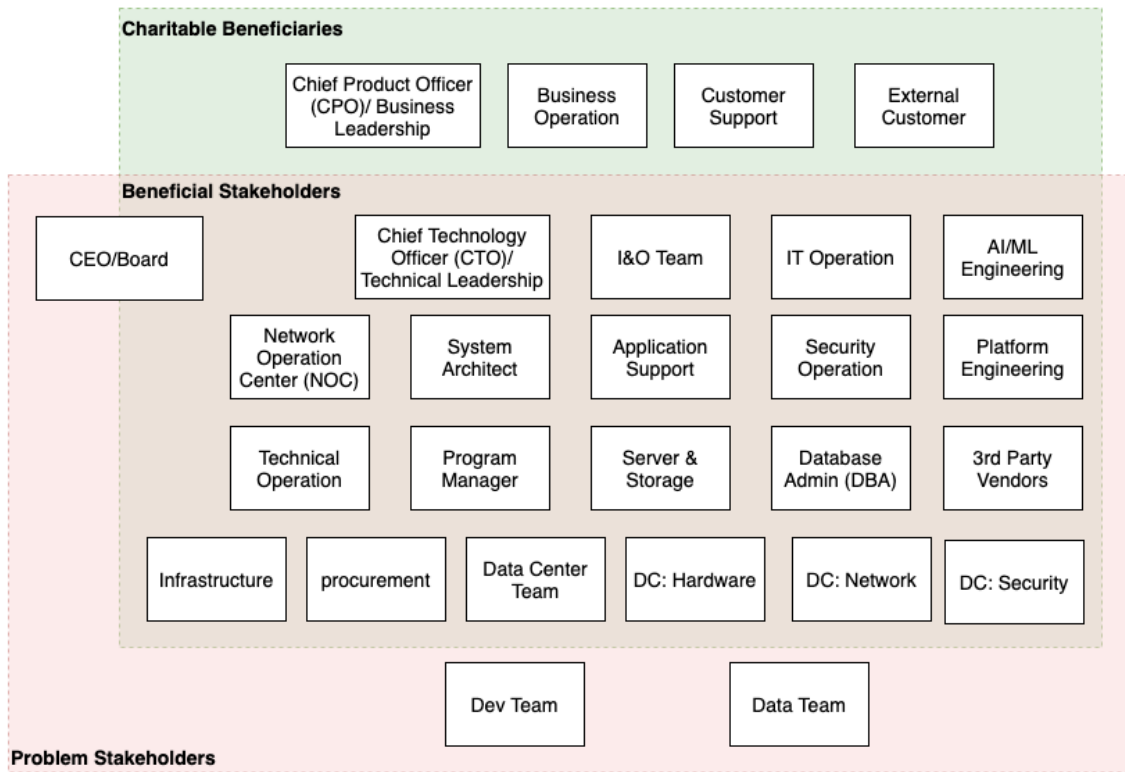 Charitable Beneficiaries
Chief Product Officer
(CPO)/ Business
Leadership
Business
Operation
Customer
Support
External
Customer
Beneficial Stakeholders
CEO/Board
Chief Technology
Officer (CTO)/
Technical Leadership
I&O Team
IT Operation
AI/ML
Engineering
Network
Operation
Center (NOC)
System
Architect
Application
Support
Security
Operation
Platform
Engineering
Technical
Operation
Program
Manager
Server &
Storage
Database
Admin (DBA)
3rd Party
Vendors
Infrastructure
procurement
Data Center
Team
DC: Hardware
DC: Network
DC: Security
Dev Team
Data Team
Problem Stakeholders